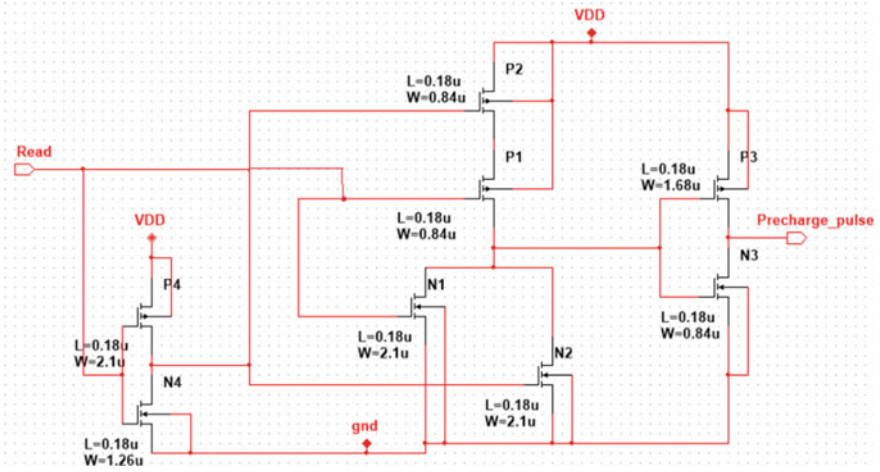 VDD
P2
L=0.18u
W=0.84u
Read
P1
P3
L=0.18u
W=1.68u
VDD
L=0.18u
W=0.84u
Precharge_pulse
P4
N1
N3
L=0.18u
W=0.84u
L=0.18u
W=2.1u
L=0.18u
W=2.1u
N2
N4
L=0.18u
W=2.1u
gnd
L=0.18u
W=1.26u